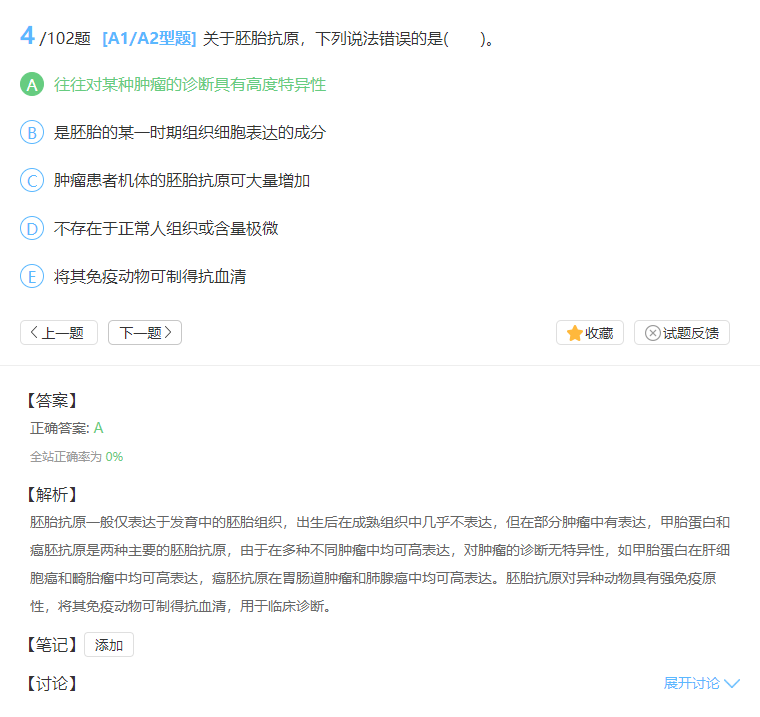 4/102题 [A1/A2型题] 关于胚胎抗原，下列说法错误的是(  )。
A 往往对某种肿瘤的诊断具有高度特异性
B 是胚胎的某一时期组织细胞表达的成分
C 肿瘤患者机体的胚胎抗原可大量增加
D 不存在于正常人组织或含量极微
E 将其免疫动物可制得抗血清
上一题 下一题 收藏 试题反馈
【答案】
正确答案: A
全站正确率为 0%
【解析】
胚胎抗原一般仅表达于发育中的胚胎组织，出生后在成熟组织中几乎不表达，但在部分肿瘤中有表达，甲胎蛋白和
癌胚抗原是两种主要的胚胎抗原，由于在多种不同肿瘤中均可高表达，对肿瘤的诊断无特异性，如甲胎蛋白在肝细
胞癌和畸胎瘤中均可高表达，癌胚抗原在胃肠道肿瘤和肺腺癌中均可高表达。胚胎抗原对异种动物具有强免疫原
性，将其免疫动物可制得抗血清，用于临床诊断。
【笔记】 添加
【讨论】 展开讨论